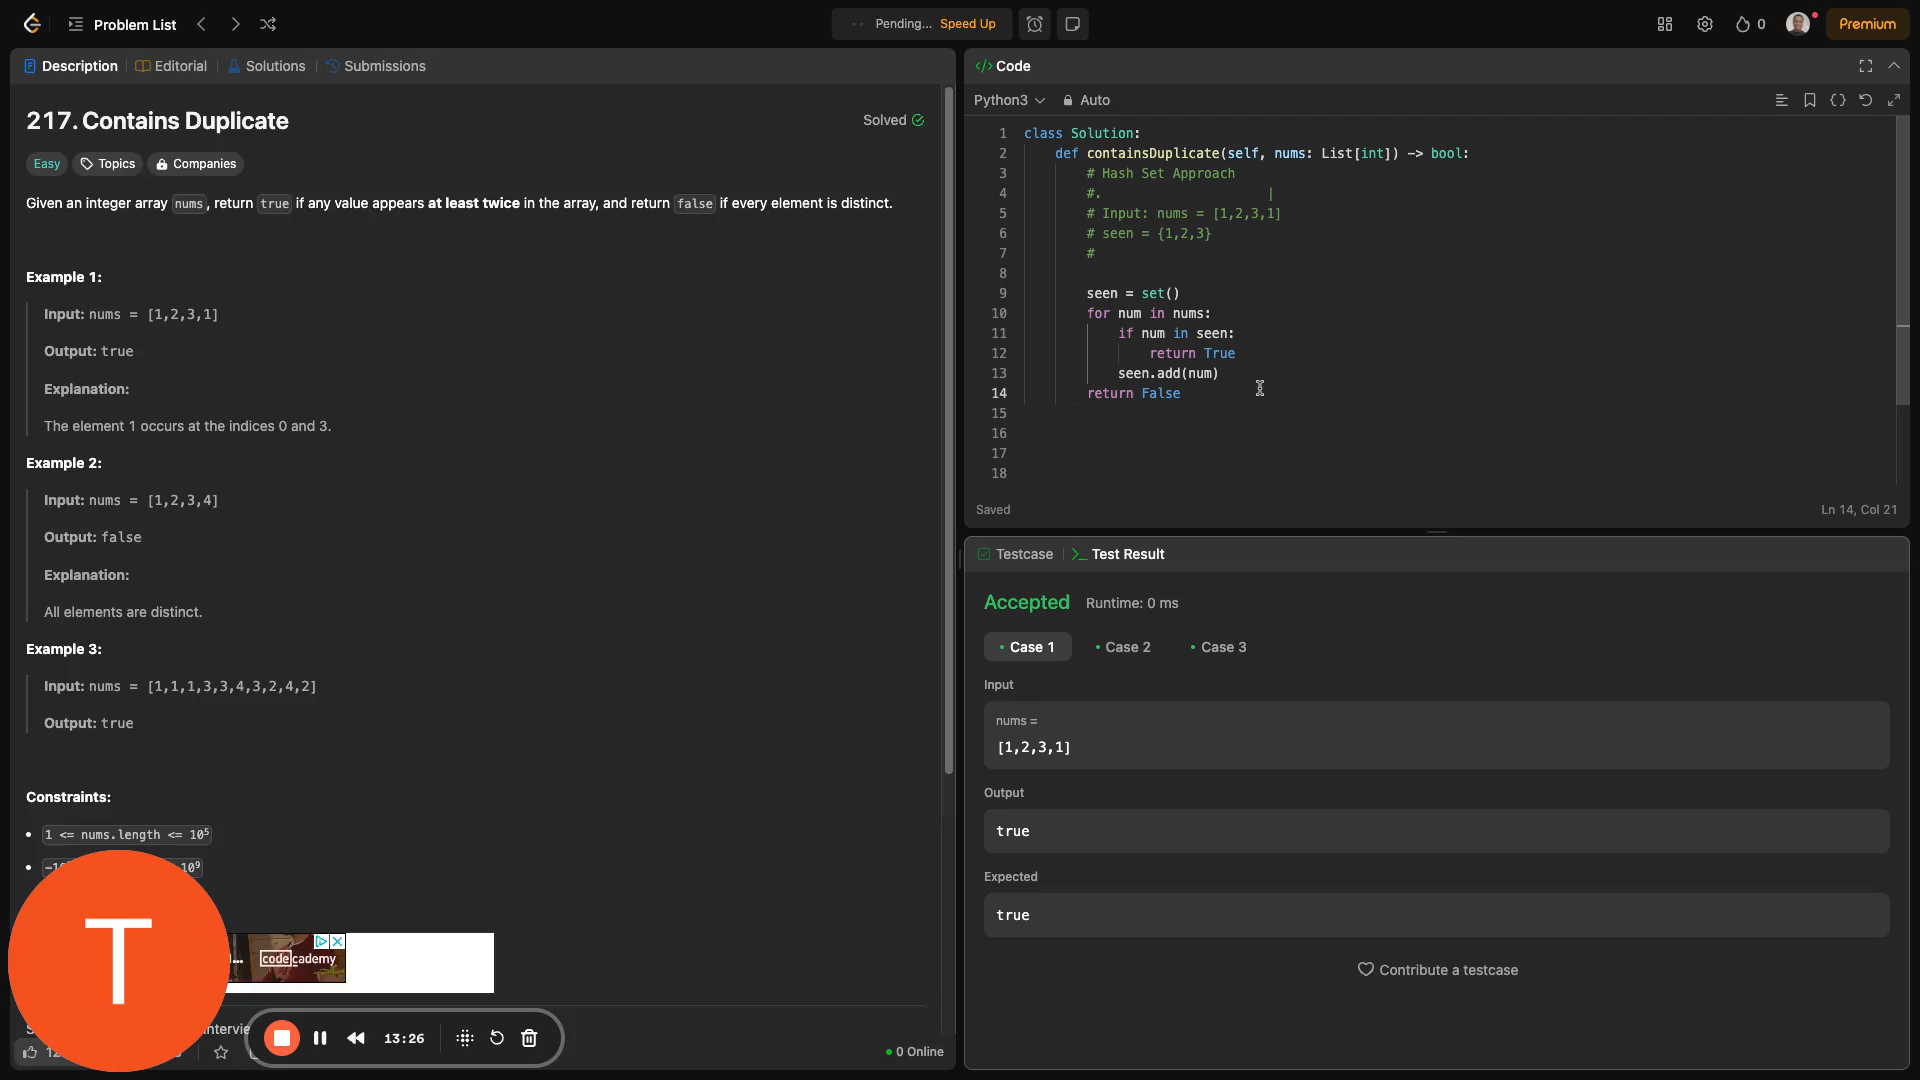 Problem List
Pending... Speed Up
0
Premium
Description
Editorial
Solutions
Submissions
217. Contains Duplicate
Solved
Easy
Topics
Companies
Given an integer array nums, return true if any value appears at least twice in the array, and return false if every element is distinct.
Example 1:
Input: nums = [1,2,3,1]
Output: true
Explanation:
The element 1 occurs at the indices 0 and 3.
Example 2:
Input: nums = [1,2,3,4]
Output: false
Explanation:
All elements are distinct.
Example 3:
Input: nums = [1,1,1,3,3,4,3,2,4,2]
Output: true
Constraints:
1 <= nums.length <= 10^5
10^9
T
codecademy
13:26
0 Online
</> Code
Python3
Auto
1 class Solution:
2 def containsDuplicate(self, nums: List[int]) -> bool:
3 # Hash Set Approach
4 #. |
5 # Input: nums = [1,2,3,1]
6 # seen = {1,2,3}
7 #
8
9 seen = set()
10 for num in nums:
11 if num in seen:
12 return True
13 seen.add(num)
14 return False
15
16
17
18
Saved
Ln 14, Col 21
Testcase
Test Result
Accepted
Runtime: 0 ms
Case 1
Case 2
Case 3
Input
nums =
[1,2,3,1]
Output
true
Expected
true
Contribute a testcase